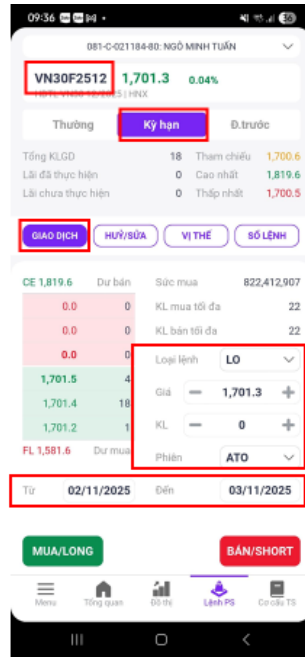 09:36
081-C-021184-80: NGÔ MINH TUẤN
VN30F2512 1,701.3 0.04%
HĐTL VN30 12/2025 | HNX
Thường Kỳ hạn Đ.trước
Tổng KLGD 18 Tham chiếu 1,700.6
Lãi đã thực hiện 0 Cao nhất 1,819.6
Lãi chưa thực hiện 0 Thấp nhất 1,700.5
GIAO DỊCH HUỶ/SỬA VỊ THẾ SỔ LỆNH
CE 1,819.6 Dư bán Sức mua 822,412,907
0.0 0 KL mua tối đa 22
0.0 0 KL bán tối đa 22
0.0 0 Loại lệnh LO
1,701.5 4 Giá 1,701.3
1,701.4 18
1,701.2 1 KL 0
FL 1,581.6 Dư mua Phiên ATO
Từ 02/11/2025 Đến 03/11/2025
MUA/LONG BÁN/SHORT
Menu Tổng quan Đồ thị Lệnh PS Cơ cấu TS